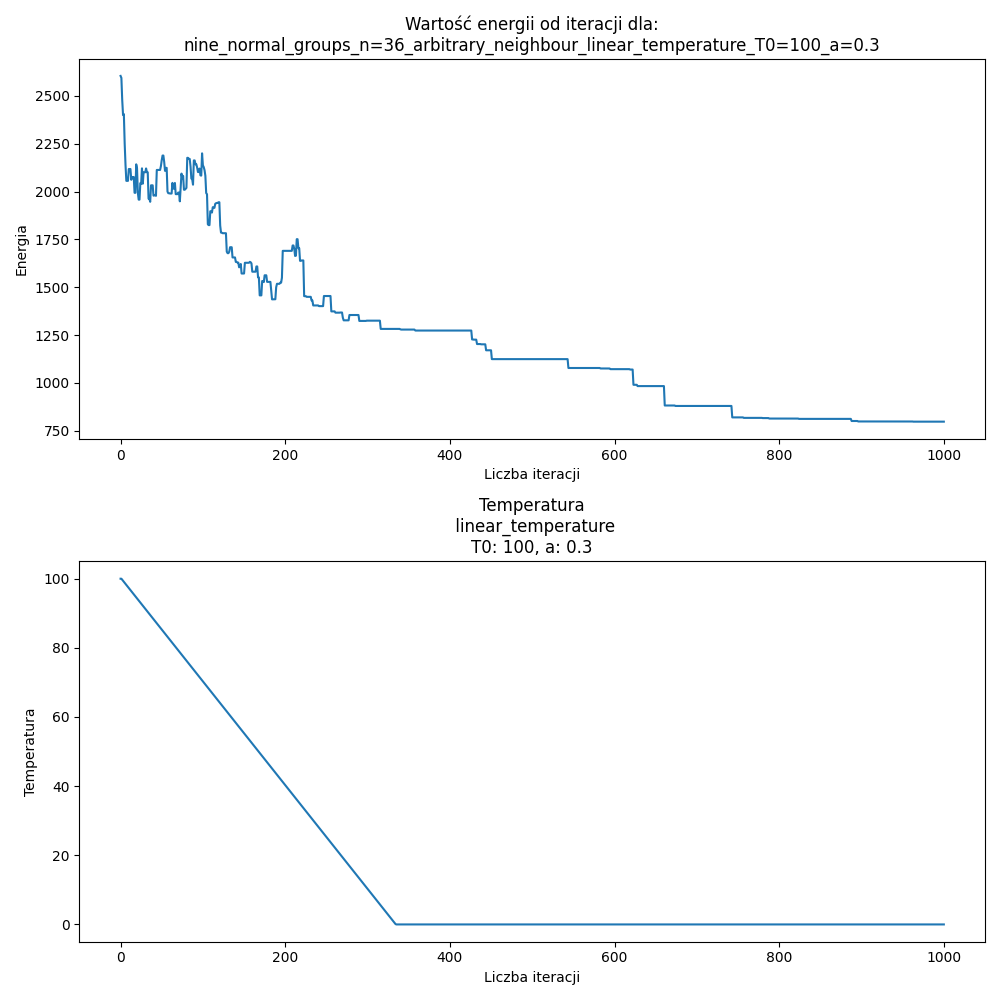 Wartość energii od iteracji dla:
nine_normal_groups_n=36_arbitrary_neighbour_linear_temperature_T0=100_a=0.3
2500
2250
2000
1750
1500
1250
1000
750
Energia
0 200 400 600 800 1000
Liczba iteracji
Temperatura
linear_temperature
T0: 100, a: 0.3
100
80
60
40
20
0
Temperatura
0 200 400 600 800 1000
Liczba iteracji